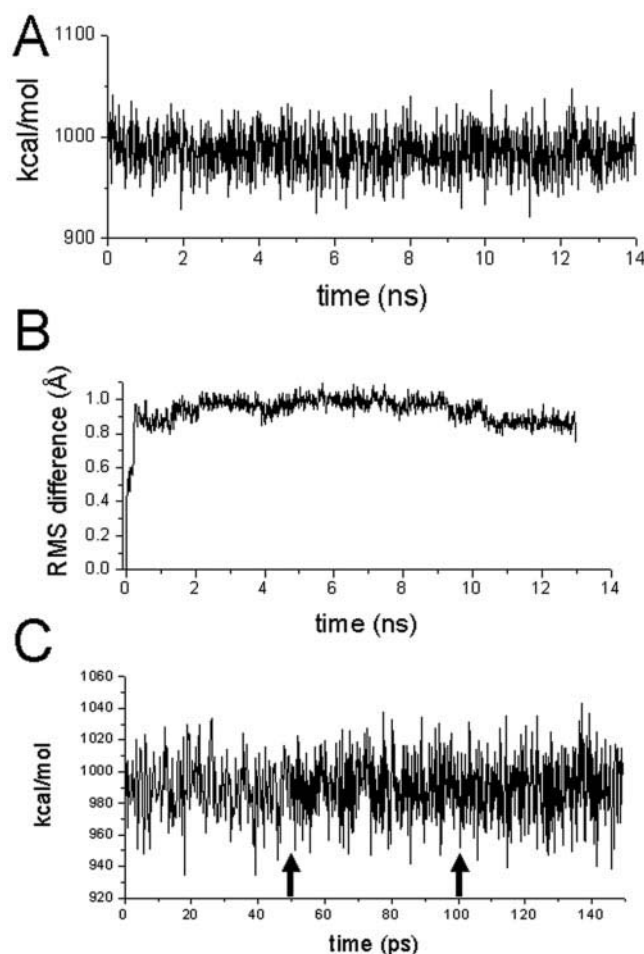 A
kcal/mol
1100
1000
900
0 2 4 6 8 10 12 14
time (ns)
B
RMS difference (Å)
1.0
0.8
0.6
0.4
0.2
0.0
0 2 4 6 8 10 12 14
time (ns)
C
kcal/mol
1060
1040
1020
1000
980
960
940
920
0 20 40 60 80 100 120 140
time (ps)